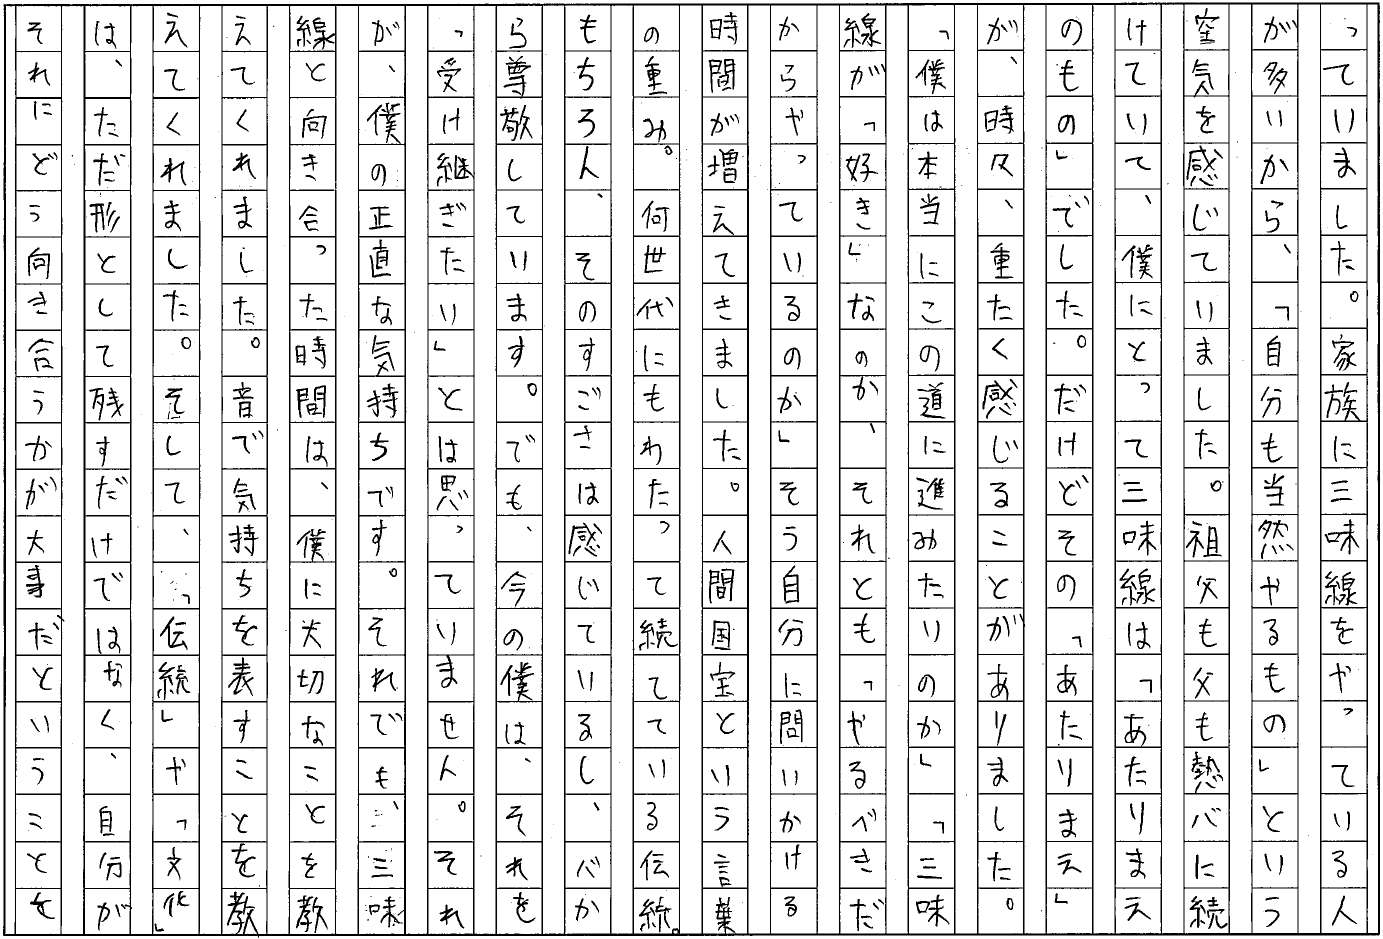 っていました。家族に三味線をやっている人
が多いから、「自分も当然やるもの」という
空気を感じていました。祖父も父も熱心に続
けていて、僕にとって三味線は「あたりまえ
のもの」でした。だけどその「あたりまえ」
が、時々、重たく感じることがありました。
「僕は本当にこの道に進みたいのか」「三味
線が「好き」なのか、それとも「やるべきだ
からやっているのか」そう自分に問いかける
時間が増えてきました。人間国宝という言葉
の重み。何世代にもわたって続いている伝統。
もちろん、そのすごさは感じているし、心か
ら尊敬しています。でも、今の僕は、それを
「受け継ぎたい」とは思っていません。それ
が、僕の正直な気持ちです。それでも、三味
線と向き合った時間は、僕に大切なことを教
えてくれました。音で気持ちを表すことを教
えてくれました。そして、「伝統」や「文化」
は、ただ形として残すだけではなく、自分が
それにどう向き合うかが大事だということを